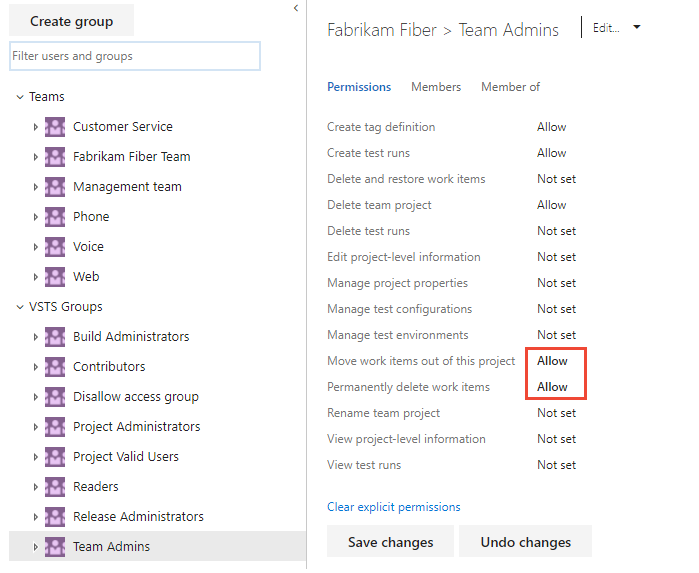 Create group
Filter users and groups
Teams
Customer Service
Fabrikam Fiber Team
Management team
Phone
Voice
Web
VSTS Groups
Build Administrators
Contributors
Disallow access group
Project Administrators
Project Valid Users
Readers
Release Administrators
Team Admins
Fabrikam Fiber > Team Admins Edit...
Permissions Members Member of
Create tag definition Allow
Create test runs Allow
Delete and restore work items Not set
Delete team project Allow
Delete test runs Not set
Edit project-level information Not set
Manage project properties Not set
Manage test configurations Not set
Manage test environments Not set
Move work items out of this project Allow
Permanently delete work items Allow
Rename team project Not set
View project-level information Not set
View test runs Not set
Clear explicit permissions
Save changes Undo changes